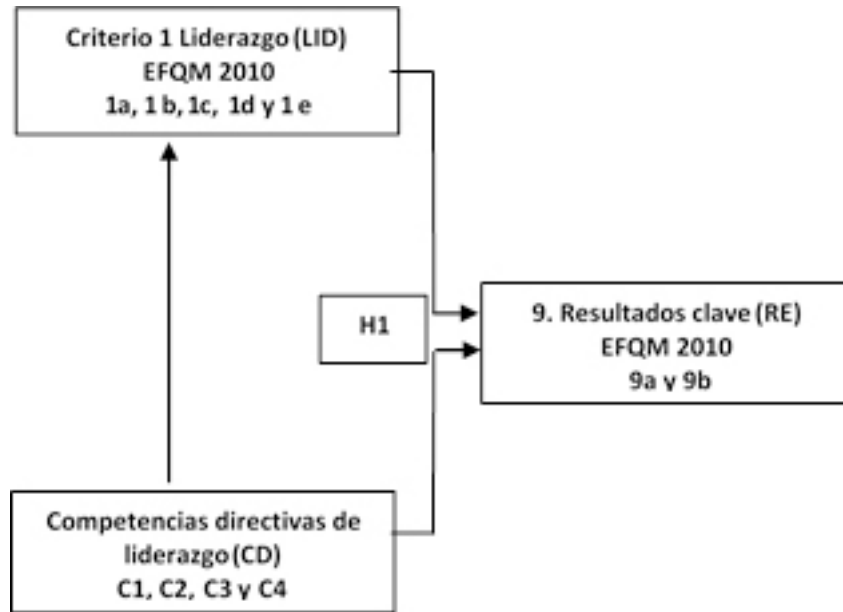 Criterio 1 Liderazgo (LID)
EFQM 2010
1a, 1 b, 1c, 1d y 1 e
H1
9. Resultados clave (RE)
EFQM 2010
9a y 9b
Competencias directivas de
liderazgo (CD)
C1, C2, C3 y C4